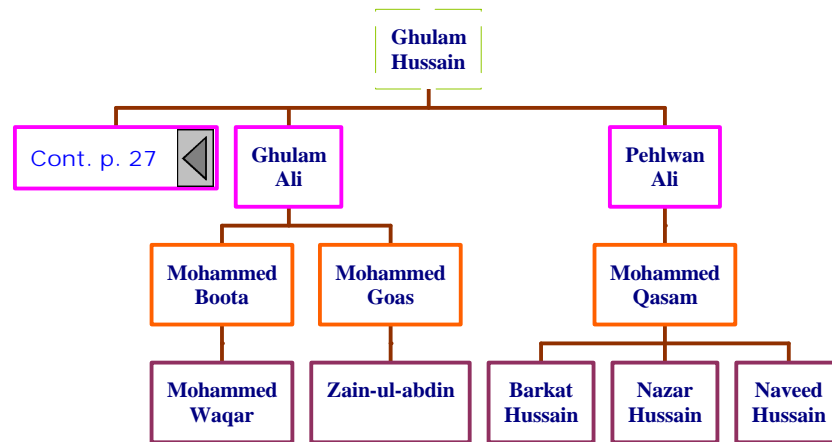 Ghulam
Hussain
Cont. p. 27
Ghulam
Ali
Pehlwan
Ali
Mohammed
Boota
Mohammed
Goas
Mohammed
Qasam
Mohammed
Waqar
Zain-ul-abdin
Barkat
Hussain
Nazar
Hussain
Naveed
Hussain